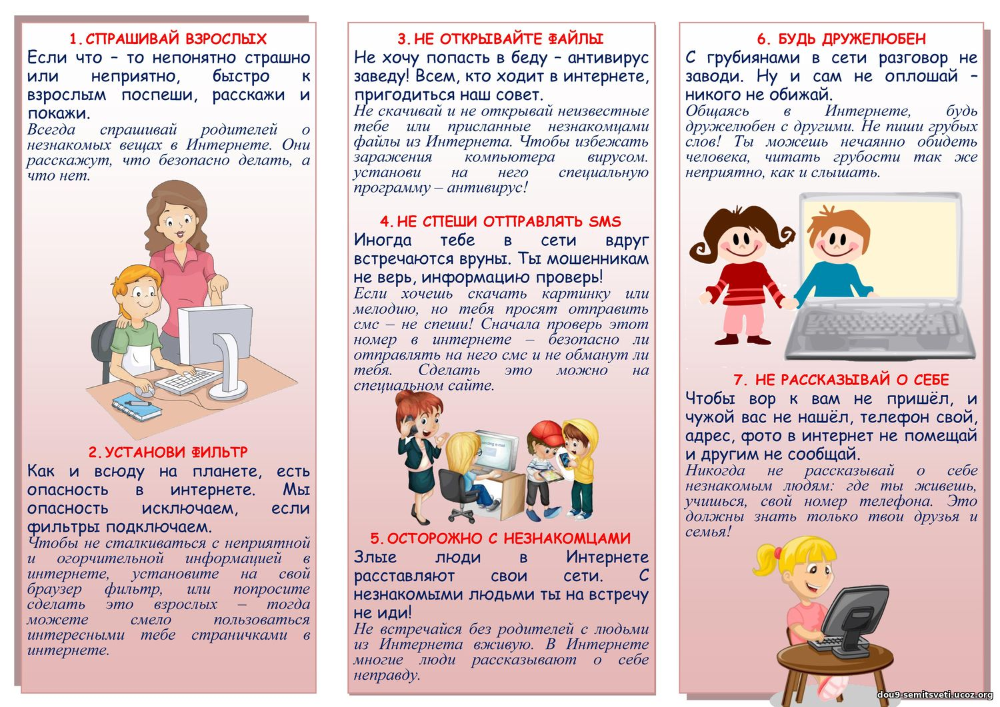 1. СПРАШИВАЙ ВЗРОСЛЫХ
Если что – то непонятно страшно
или неприятно, быстро к
взрослым поспеши, расскажи и
покажи.
Всегда спрашивай родителей о
незнакомых вещах в Интернете. Они
расскажут, что безопасно делать, а
что нет.
2. УСТАНОВИ ФИЛЬТР
Как и всюду на планете, есть
опасность в интернете. Мы
опасность исключаем, если
фильтры подключаем.
Чтобы не сталкиваться с неприятной
и огорчительной информацией в
интернете, установите на свой
браузер фильтр, или попросите
сделать это взрослых – тогда
можете смело пользоваться
интересными тебе страничками в
интернете.
3. НЕ ОТКРЫВАЙТЕ ФАЙЛЫ
Не хочу попасть в беду – антивирус
заведу! Всем, кто ходит в интернете,
пригодиться наш совет.
Не скачивай и не открывай неизвестные
тебе или присланные незнакомцами
файлы из Интернета. Чтобы избежать
заражения компьютера вирусом.
установи на него специальную
программу – антивирус!
4. НЕ СПЕШИ ОТПРАВЛЯТЬ SMS
Иногда тебе в сети вдруг
встречаются вруны. Ты мошенникам
не верь, информацию проверь!
Если хочешь скачать картинку или
мелодию, но тебя просят отправить
смс – не спеши! Сначала проверь этот
номер в интернете – безопасно ли
отправлять на него смс и не обманут ли
тебя. Сделать это можно на
специальном сайте.
sending e-mail
5. ОСТОРОЖНО С НЕЗНАКОМЦАМИ
Злые люди в Интернете
расставляют свои сети. С
незнакомыми людьми ты на встречу
не иди!
Не встречайся без родителей с людьми
из Интернета вживую. В Интернете
многие люди рассказывают о себе
неправду.
6. БУДЬ ДРУЖЕЛЮБЕН
С грубиянами в сети разговор не
заводи. Ну и сам не оплошай –
никого не обижай.
Общаясь в Интернете, будь
дружелюбен с другими. Не пиши грубых
слов! Ты можешь нечаянно обидеть
человека, читать грубости так же
неприятно, как и слышать.
7. НЕ РАССКАЗЫВАЙ О СЕБЕ
Чтобы вор к вам не пришёл, и
чужой вас не нашёл, телефон свой,
адрес, фото в интернет не помещай
и другим не сообщай.
Никогда не рассказывай о себе
незнакомым людям: где ты живешь,
учишься, свой номер телефона. Это
должны знать только твои друзья и
семья!
dou9-semitsveti.ucoz.org